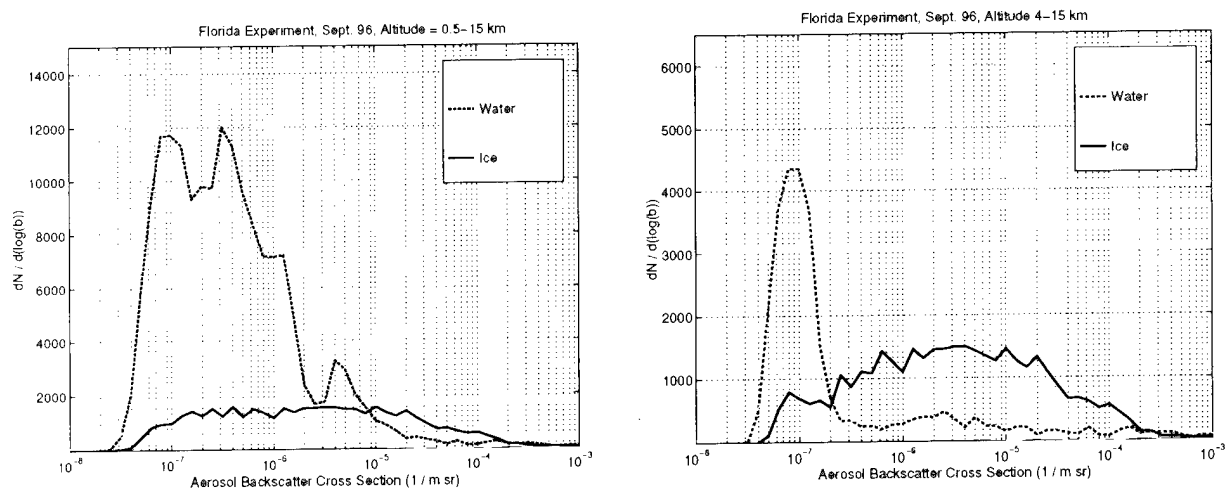 Florida Experiment, Sept. 96, Altitude = 0.5-15 km
14000
12000
10000
8000
6000
4000
2000
dN / d(log(b))
Water
Ice
10^-8
10^-7
10^-6
10^-5
10^-4
10^-3
Aerosol Backscatter Cross Section (1 / m sr)
Florida Experiment, Sept. 96, Altitude 4-15 km
6000
5000
4000
3000
2000
1000
0
dN / d(log(b))
Water
Ice
10^-8
10^-7
10^-6
10^-5
10^-4
10^-3
Aerosol Backscatter Cross Section (1 / m sr)